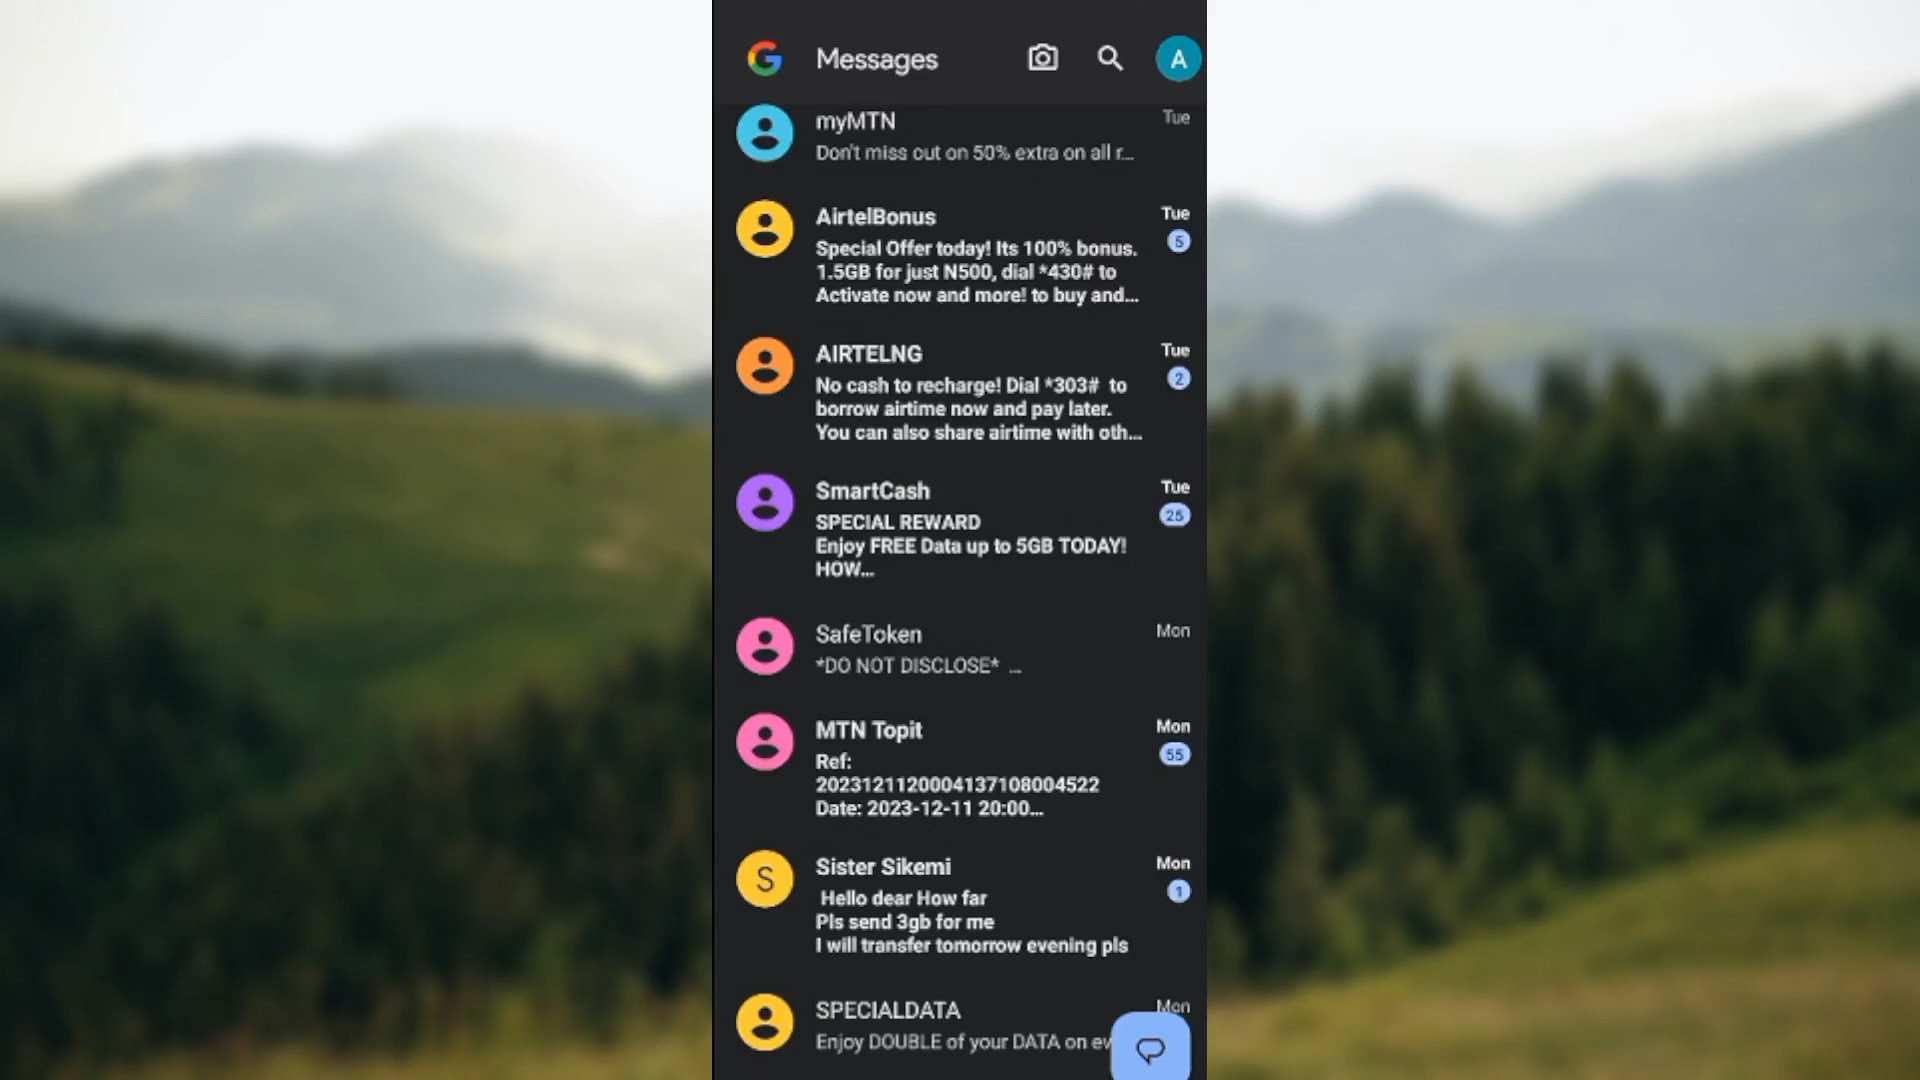 Messages
A
myMTN
Tue
Don't miss out on 50% extra on all r...
AirtelBonus
Tue
Special Offer today! Its 100% bonus.
5
1.5GB for just N500, dial *430# to
Activate now and more! to buy and...
AIRTELNG
Tue
No cash to recharge! Dial *303# to
2
borrow airtime now and pay later.
You can also share airtime with oth...
SmartCash
Tue
SPECIAL REWARD
25
Enjoy FREE Data up to 5GB TODAY!
HOW...
SafeToken
Mon
*DO NOT DISCLOSE* ...
MTN Topit
Mon
Ref:
55
2023121120004137108004522
Date: 2023-12-11 20:00...
S
Sister Sikemi
Mon
Hello dear How far
1
Pls send 3gb for me
I will transfer tomorrow evening pls
SPECIALDATA
Mon
Enjoy DOUBLE of your DATA on ev